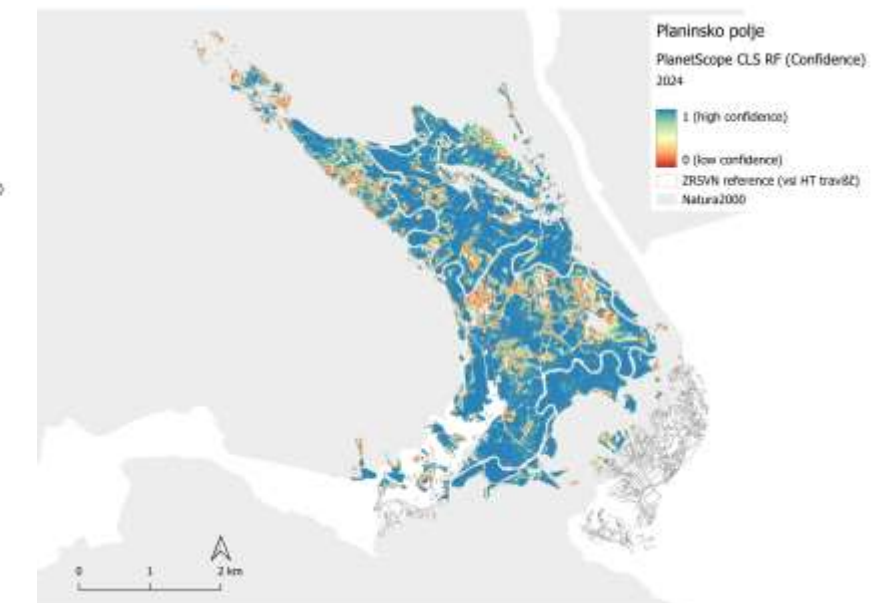 Planinsko polje
PlanetScope CLS RF (Confidence)
2024
1 (high confidence)
0 (low confidence)
ZRSVN reference (vsi HT travišč)
Natura2000
0 1 2 km